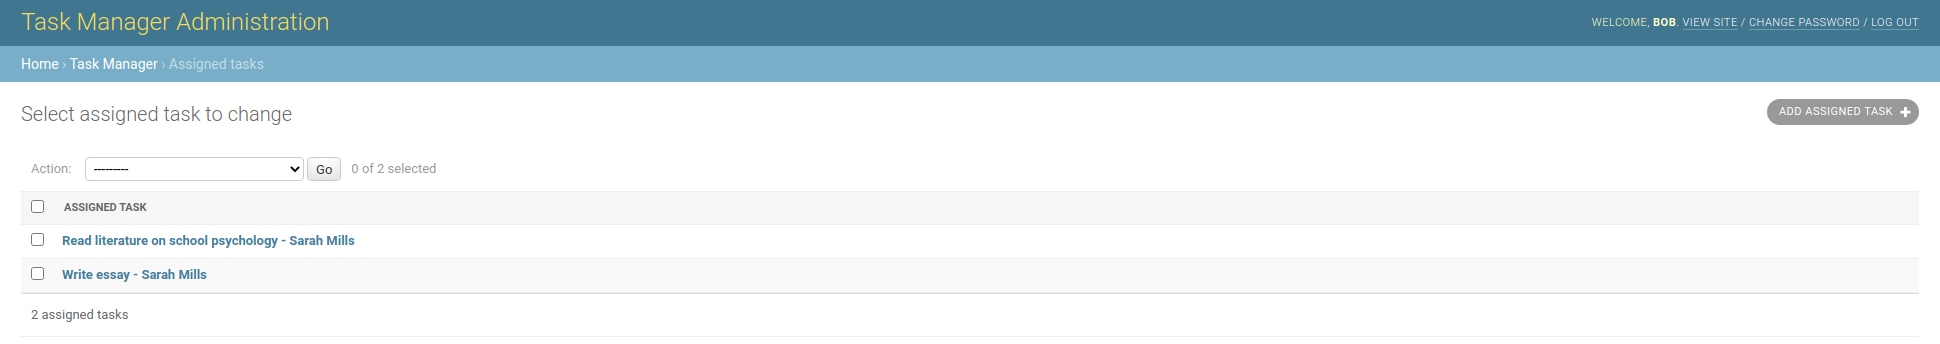 Task Manager Administration
WELCOME, BOB. VIEW SITE / CHANGE PASSWORD / LOG OUT
Home › Task Manager › Assigned tasks
Select assigned task to change
ADD ASSIGNED TASK +
Action: --------- Go 0 of 2 selected
ASSIGNED TASK
Read literature on school psychology - Sarah Mills
Write essay - Sarah Mills
2 assigned tasks